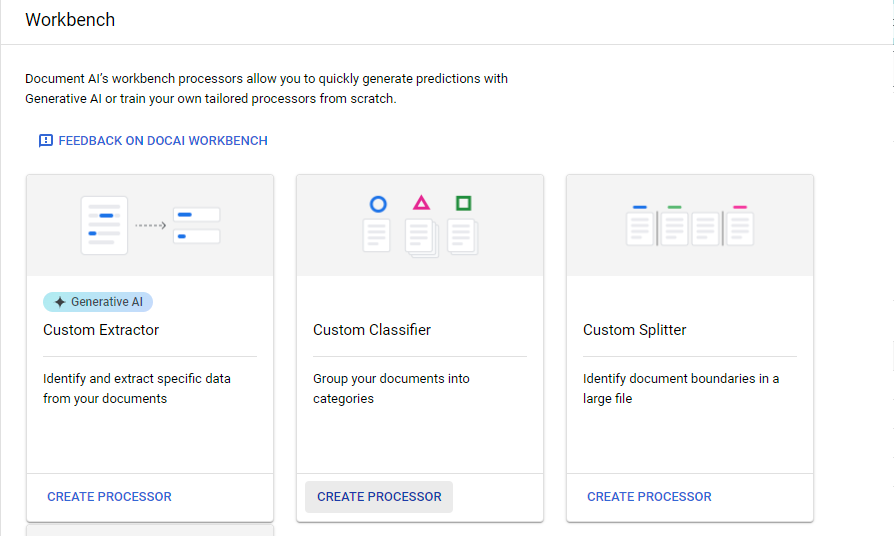 Workbench
Document AI's workbench processors allow you to quickly generate predictions with
Generative AI or train your own tailored processors from scratch.
FEEDBACK ON DOCAI WORKBENCH
Generative AI
Custom Extractor
Identify and extract specific data
from your documents
CREATE PROCESSOR
Custom Classifier
Group your documents into
categories
CREATE PROCESSOR
Custom Splitter
Identify document boundaries in a
large file
CREATE PROCESSOR